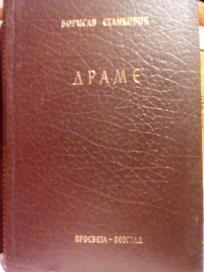 БОРИСАВ СТАНКОВИЋ
ДРАМЕ
ПРОСВЕТА - БЕОГРАД